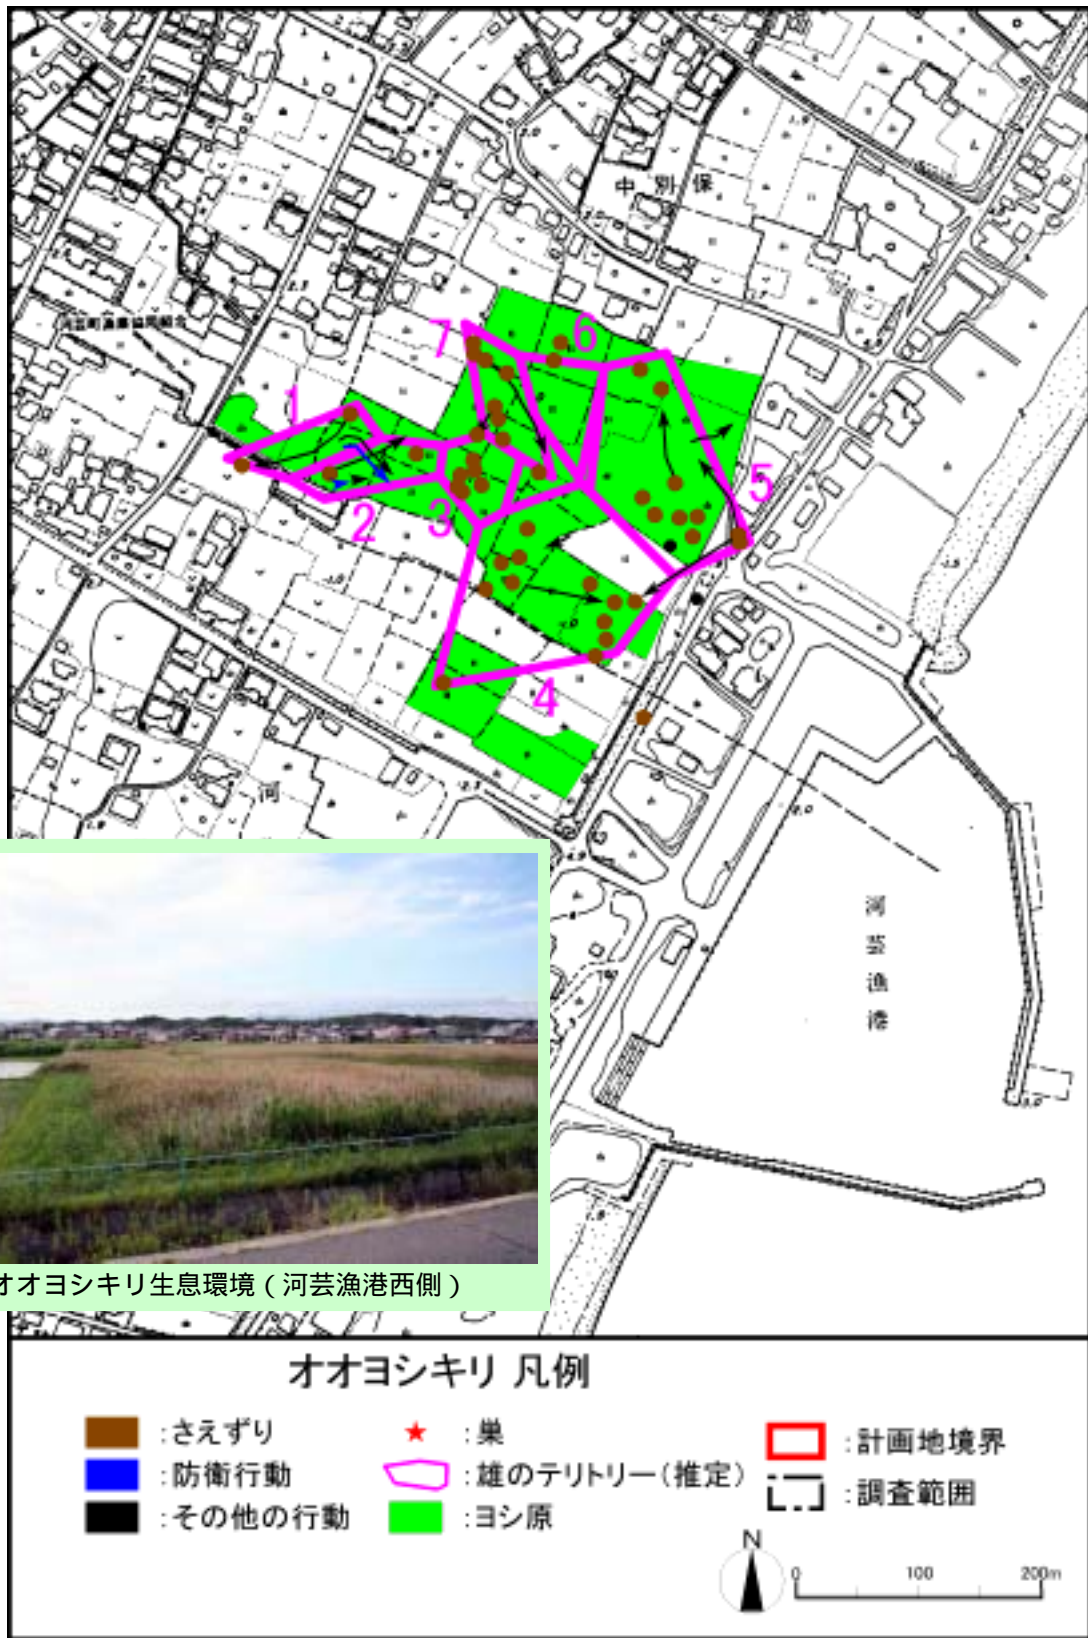 中別保
7
6
1
5
2
3
4
河
河芸漁港
オオヨシキリ生息環境（河芸漁港西側）
オオヨシキリ 凡例
:さえずり
:防衛行動
:その他の行動
★ :巣
:雄のテリトリー(推定)
:ヨシ原
:計画地境界
:調査範囲
N
0 100 200m